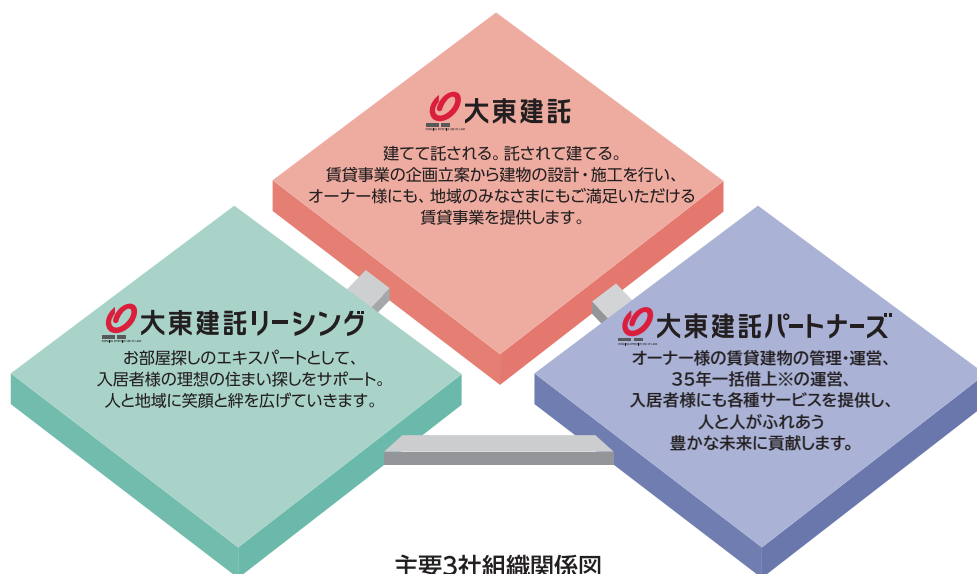 大東建託
建てて託される。託されて建てる。
賃貸事業の企画立案から建物の設計・施工を行い、
オーナー様にも、地域のみなさまにもご満足いただける
賃貸事業を提供します。
大東建託リーシング
お部屋探しのエキスパートとして、
入居者様の理想の住まい探しをサポート。
人と地域に笑顔と絆を広げていきます。
大東建託パートナーズ
オーナー様の賃貸建物の管理・運営、
35年一括借上※の運営、
入居者様にも各種サービスを提供し、
人と人がふれあう
豊かな未来に貢献します。
主要3社組織関係図